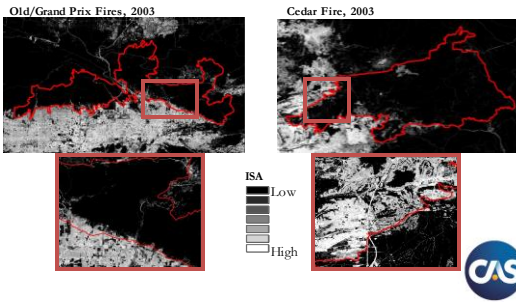 Old/Grand Prix Fires, 2003
Cedar Fire, 2003
ISA
Low
High
CAS